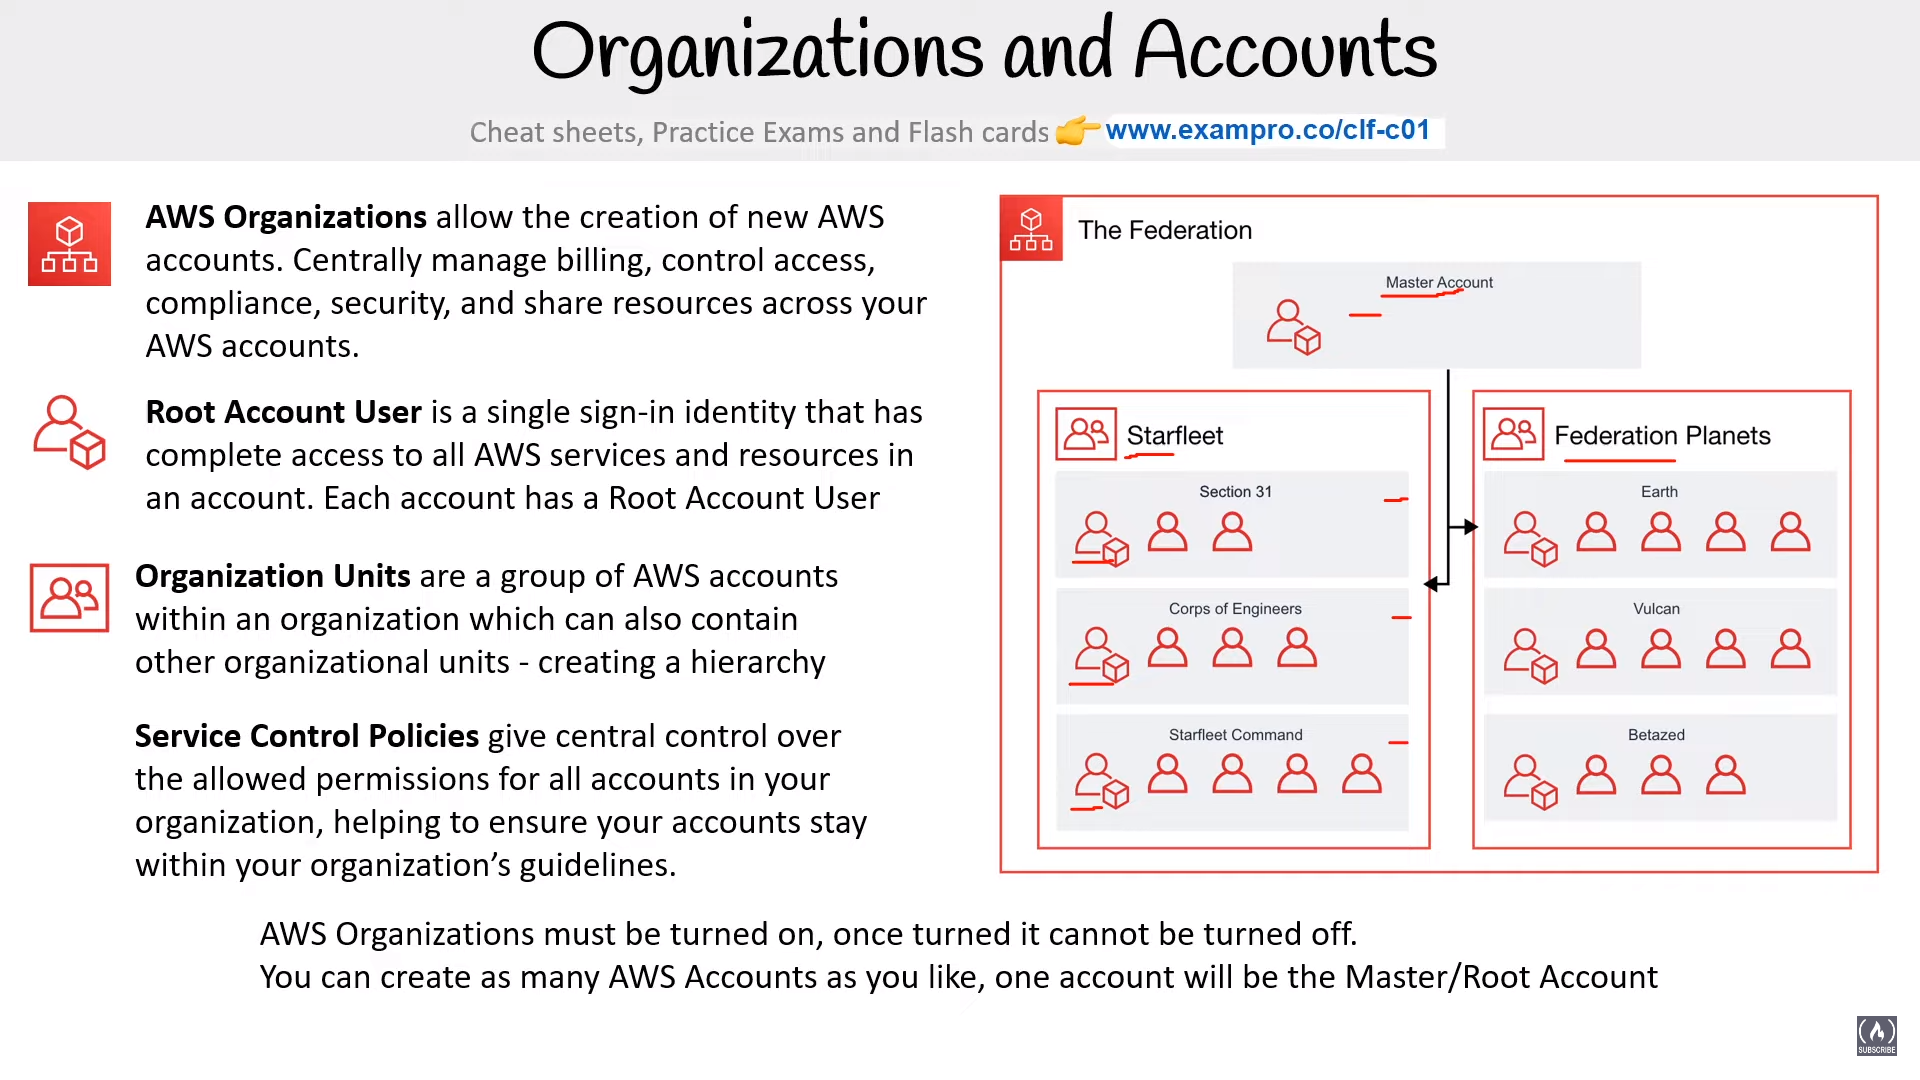 Organizations and Accounts
Cheat sheets, Practice Exams and Flash cards 👉 www.exampro.co/clf-c01
AWS Organizations allow the creation of new AWS
accounts. Centrally manage billing, control access,
compliance, security, and share resources across your
AWS accounts.
Root Account User is a single sign-in identity that has
complete access to all AWS services and resources in
an account. Each account has a Root Account User
Organization Units are a group of AWS accounts
within an organization which can also contain
other organizational units - creating a hierarchy
Service Control Policies give central control over
the allowed permissions for all accounts in your
organization, helping to ensure your accounts stay
within your organization’s guidelines.
The Federation
Master Account
Starfleet
Section 31
Corps of Engineers
Starfleet Command
Federation Planets
Earth
Vulcan
Betazed
AWS Organizations must be turned on, once turned it cannot be turned off.
You can create as many AWS Accounts as you like, one account will be the Master/Root Account
SUBSCRIBE